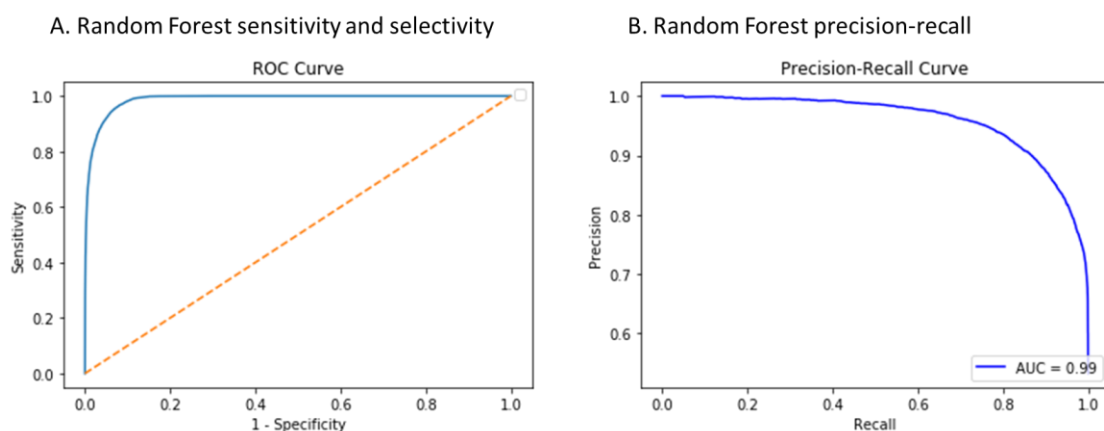 A. Random Forest sensitivity and selectivity
ROC Curve
1.0
0.8
0.6
0.4
0.2
0.0
Sensitivity
0.0 0.2 0.4 0.6 0.8 1.0
1 - Specificity
B. Random Forest precision-recall
Precision-Recall Curve
1.0
0.9
0.8
0.7
0.6
Precision
AUC = 0.99
0.0 0.2 0.4 0.6 0.8 1.0
Recall